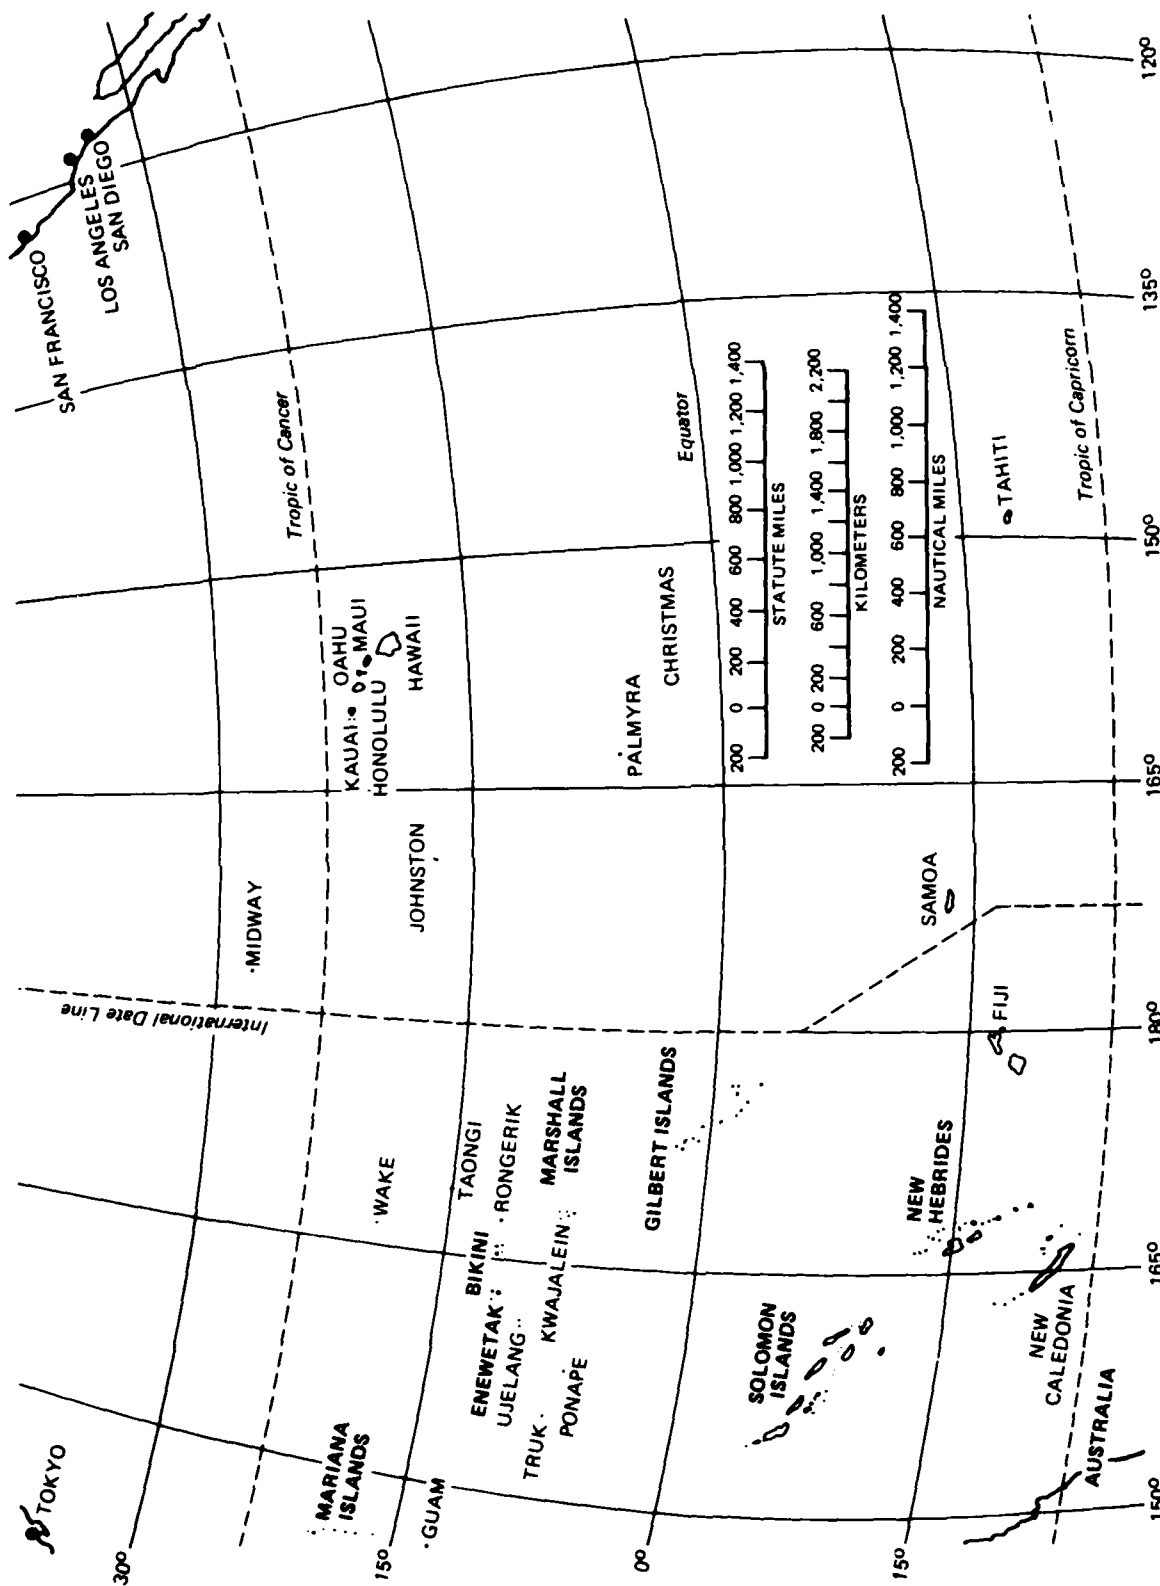 TOKYO
SAN FRANCISCO
LOS ANGELES
SAN DIEGO
30°
International Date Line
MIDWAY
Tropic of Cancer
MARIANA
ISLANDS
WAKE
KAUAI
OAHU
MAUI
HONOLULU
HAWAII
JOHNSTON
15°
GUAM
TAONGI
BIKINI
RONGERIK
ENEWETAK
UJELANG
KWAJALEIN
MARSHALL
ISLANDS
TRUK
PONAPE
PALMYRA
CHRISTMAS
GILBERT ISLANDS
0°
Equator
SOLOMON
ISLANDS
200 0 200 400 600 800 1,000 1,200 1,400
STATUTE MILES
200 0 200 600 1,000 1,400 1,800 2,200
KILOMETERS
200 0 200 400 600 800 1,000 1,200 1,400
NAUTICAL MILES
15°
NEW
HEBRIDES
SAMOA
FIJI
TAHITI
NEW
CALEDONIA
Tropic of Capricorn
AUSTRALIA
150°
165°
180°
165°
150°
135°
120°